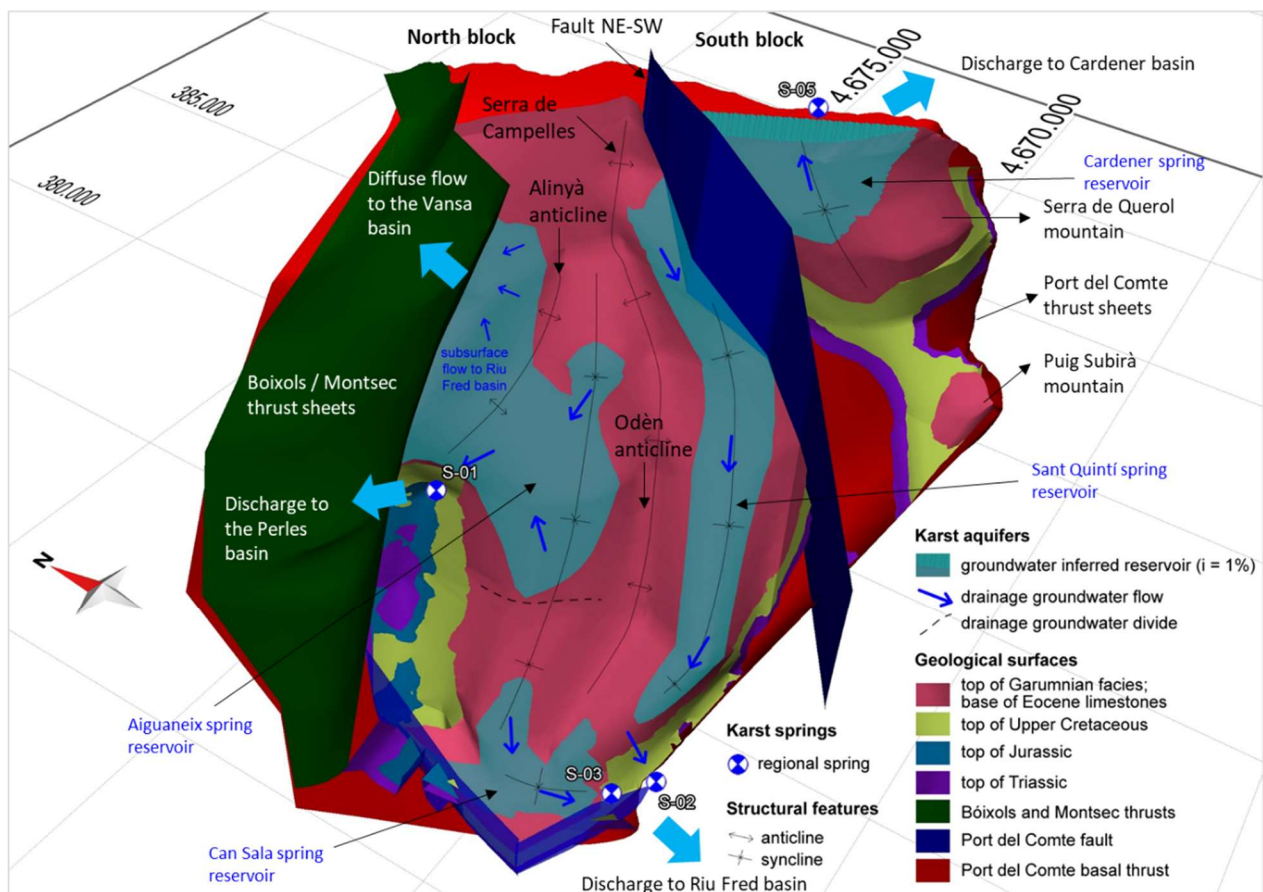 North block
Fault NE-SW
South block
Discharge to Cardener basin
4.675.000
4.670.000
385.000
380.000
S-05
Serra de
Campelles
Cardener spring
reservoir
Diffuse flow
to the Vansa
basin
Alinyà
anticline
Serra de Querol
mountain
Port del Comte
thrust sheets
subsurface
flow to Riu
Fred basin
Boixols / Montsec
thrust sheets
Puig Subirà
mountain
Odèn
anticline
S-01
Sant Quintí spring
reservoir
Discharge to
the Perles
basin
N
Aiguaneix spring
reservoir
S-03
S-02
Can Sala spring
reservoir
Discharge to Riu Fred basin
Karst aquifers
groundwater inferred reservoir (i = 1%)
drainage groundwater flow
drainage groundwater divide
Karst springs
regional spring
Structural features
anticline
syncline
Geological surfaces
top of Garumnian facies;
base of Eocene limestones
top of Upper Cretaceous
top of Jurassic
top of Triassic
Bóixols and Montsec thrusts
Port del Comte fault
Port del Comte basal thrust